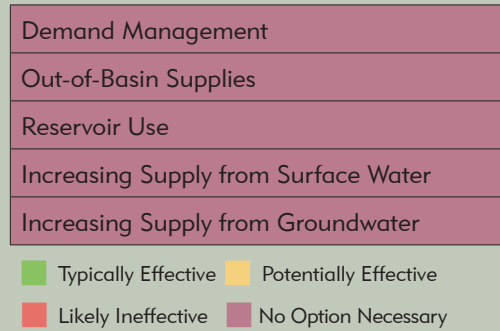 Demand Management
Out-of-Basin Supplies
Reservoir Use
Increasing Supply from Surface Water
Increasing Supply from Groundwater
Typically Effective Potentially Effective
Likely Ineffective No Option Necessary